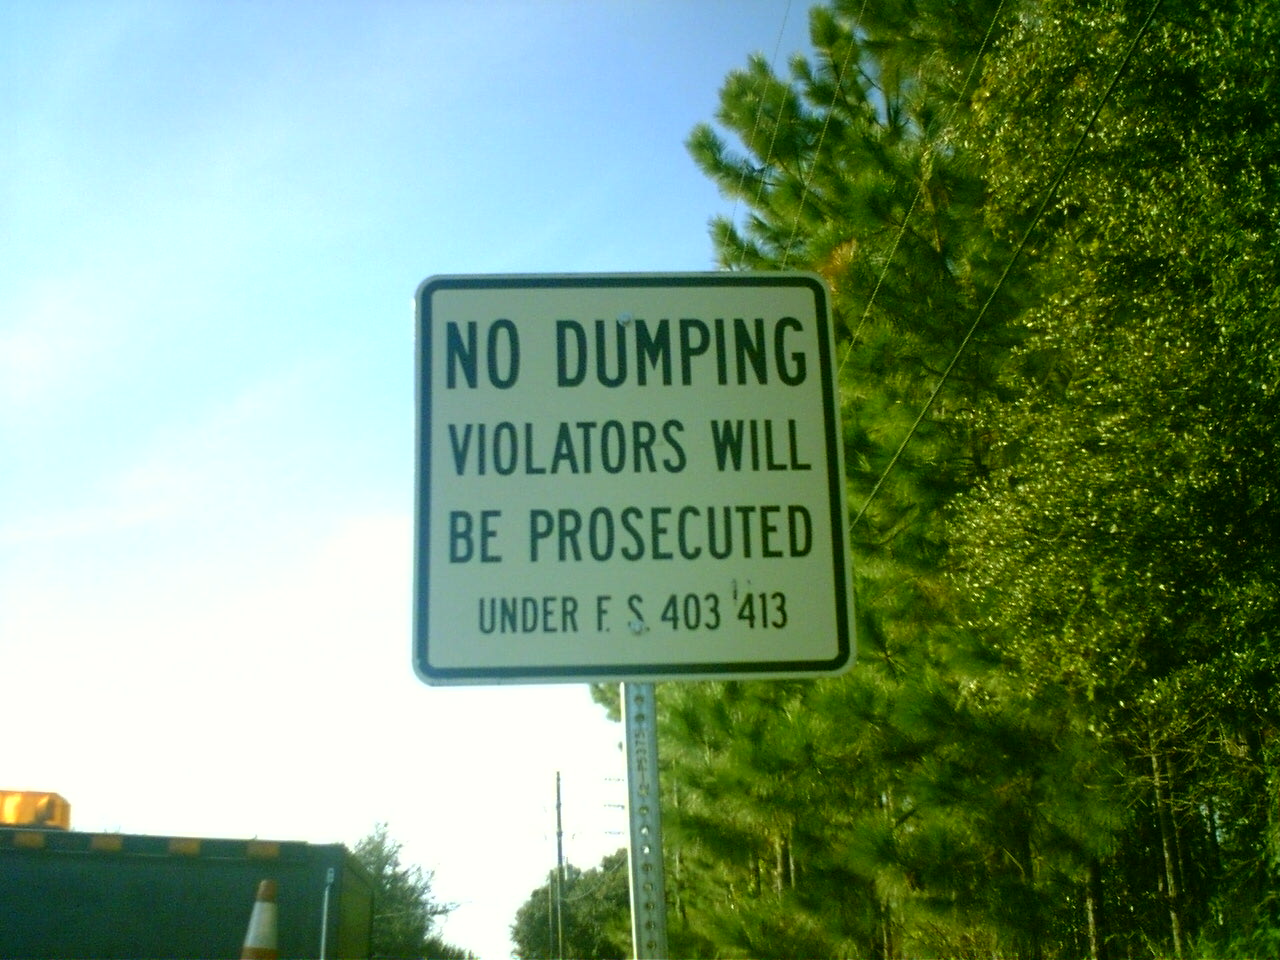 NO DUMPING
VIOLATORS WILL
BE PROSECUTED
UNDER F. S. 403 413